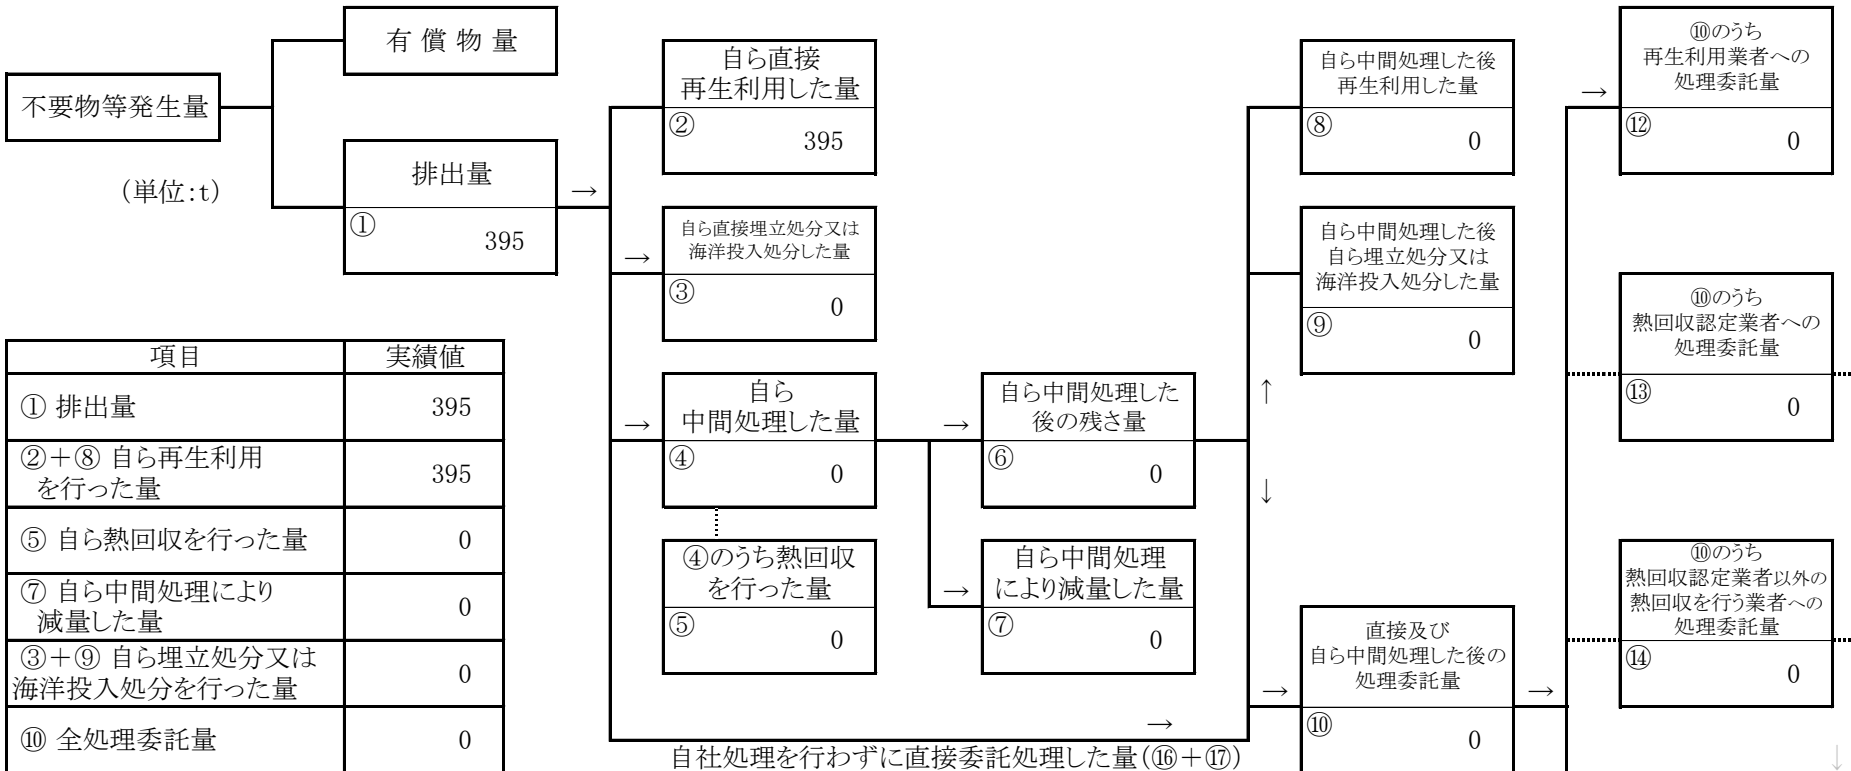 有償物量
不要物等発生量
(単位:t)
排出量
①
395
→
自ら直接
再生利用した量
②
395
→
自ら直接埋立処分又は
海洋投入処分した量
③
0
→
自ら
中間処理した量
④
0
④のうち熱回収
を行った量
⑤
0
→
自ら中間処理した
後の残さ量
⑥
0
→
自ら中間処理
により減量した量
⑦
0
↑
↓
自ら中間処理した後
再生利用した量
⑧
0
自ら中間処理した後
自ら埋立処分又は
海洋投入処分した量
⑨
0
→
直接及び
自ら中間処理した後の
処理委託量
⑩
0
→
→
⑩のうち
再生利用業者への
処理委託量
⑫
0
⑩のうち
熱回収認定業者への
処理委託量
⑬
0
⑩のうち
熱回収認定業者以外の
熱回収を行う業者への
処理委託量
⑭
0
↓
→
自社処理を行わずに直接委託処理した量(⑯+⑰)
項目 実績値
① 排出量 395
②+⑧ 自ら再生利用
を行った量 395
⑤ 自ら熱回収を行った量 0
⑦ 自ら中間処理により
減量した量 0
③+⑨ 自ら埋立処分又は
海洋投入処分を行った量 0
⑩ 全処理委託量 0